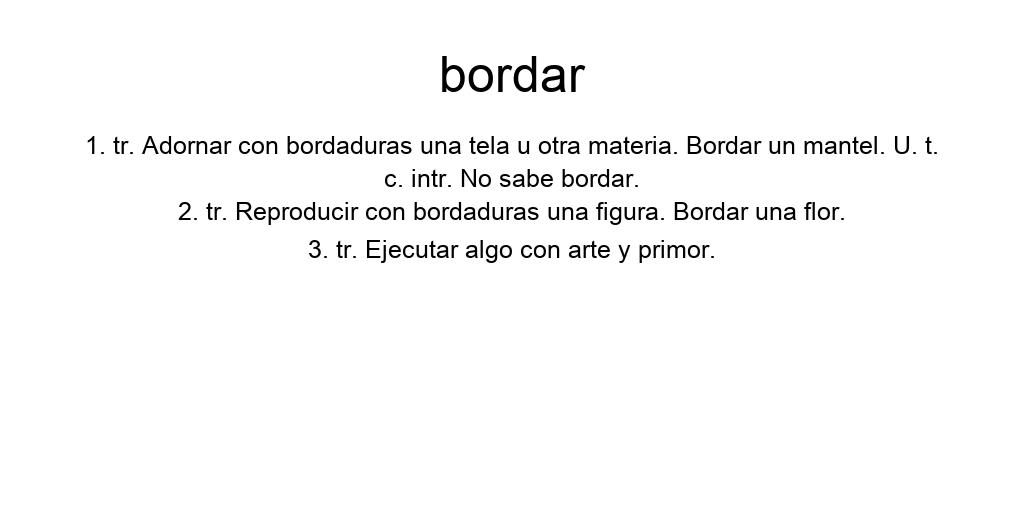 bordar
1. tr. Adornar con bordaduras una tela u otra materia. Bordar un mantel. U. t.
c. intr. No sabe bordar.
2. tr. Reproducir con bordaduras una figura. Bordar una flor.
3. tr. Ejecutar algo con arte y primor.